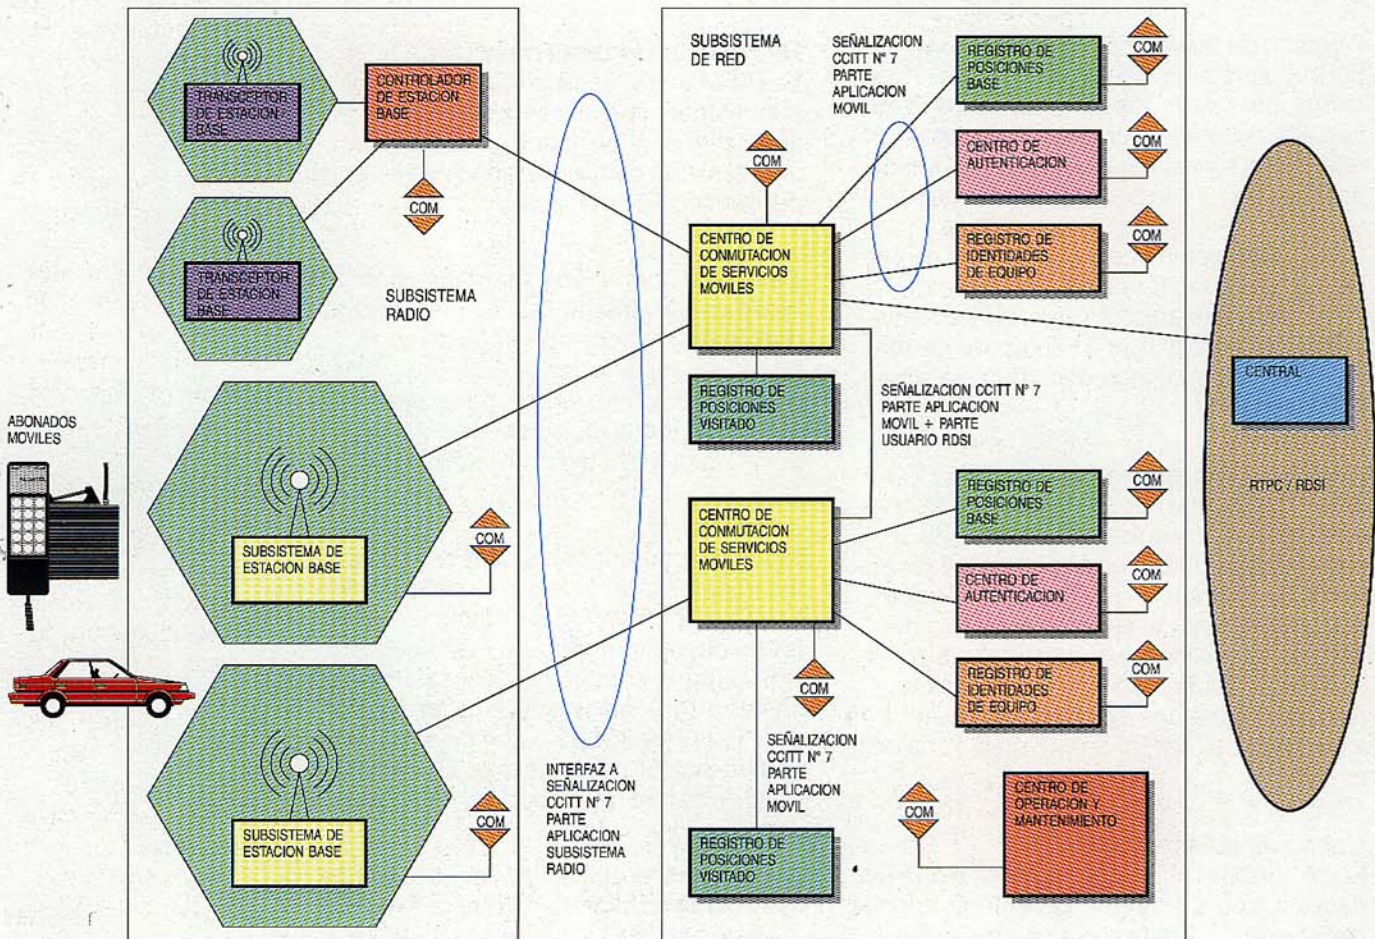 TRANSCEPTOR
DE ESTACION
BASE
CONTROLADOR
DE ESTACION
BASE
COM
TRANSCEPTOR
DE ESTACION
BASE
SUBSISTEMA
RADIO
ABONADOS
MOVILES
SUBSISTEMA DE
ESTACION BASE
COM
SUBSISTEMA DE
ESTACION BASE
COM
INTERFAZ A
SEÑALIZACION
CCITT N° 7
PARTE
APLICACION
SUBSISTEMA
RADIO
SUBSISTEMA
DE RED
SEÑALIZACION
CCITT N° 7
PARTE
APLICACION
MOVIL
COM
CENTRO DE
CONMUTACION
DE SERVICIOS
MOVILES
REGISTRO DE
POSICIONES
VISITADO
REGISTRO DE
POSICIONES
BASE
COM
CENTRO DE
AUTENTICACION
COM
REGISTRO DE
IDENTIDADES
DE EQUIPO
COM
SEÑALIZACION CCITT N° 7
PARTE APLICACION
MOVIL + PARTE
USUARIO RDSI
CENTRO DE
CONMUTACION
DE SERVICIOS
MOVILES
COM
REGISTRO DE
POSICIONES
BASE
COM
CENTRO DE
AUTENTICACION
COM
REGISTRO DE
IDENTIDADES
DE EQUIPO
COM
SEÑALIZACION
CCITT N° 7
PARTE
APLICACION
MOVIL
REGISTRO DE
POSICIONES
VISITADO
COM
CENTRO DE
OPERACION Y
MANTENIMIENTO
CENTRAL
RTPC / RDSI